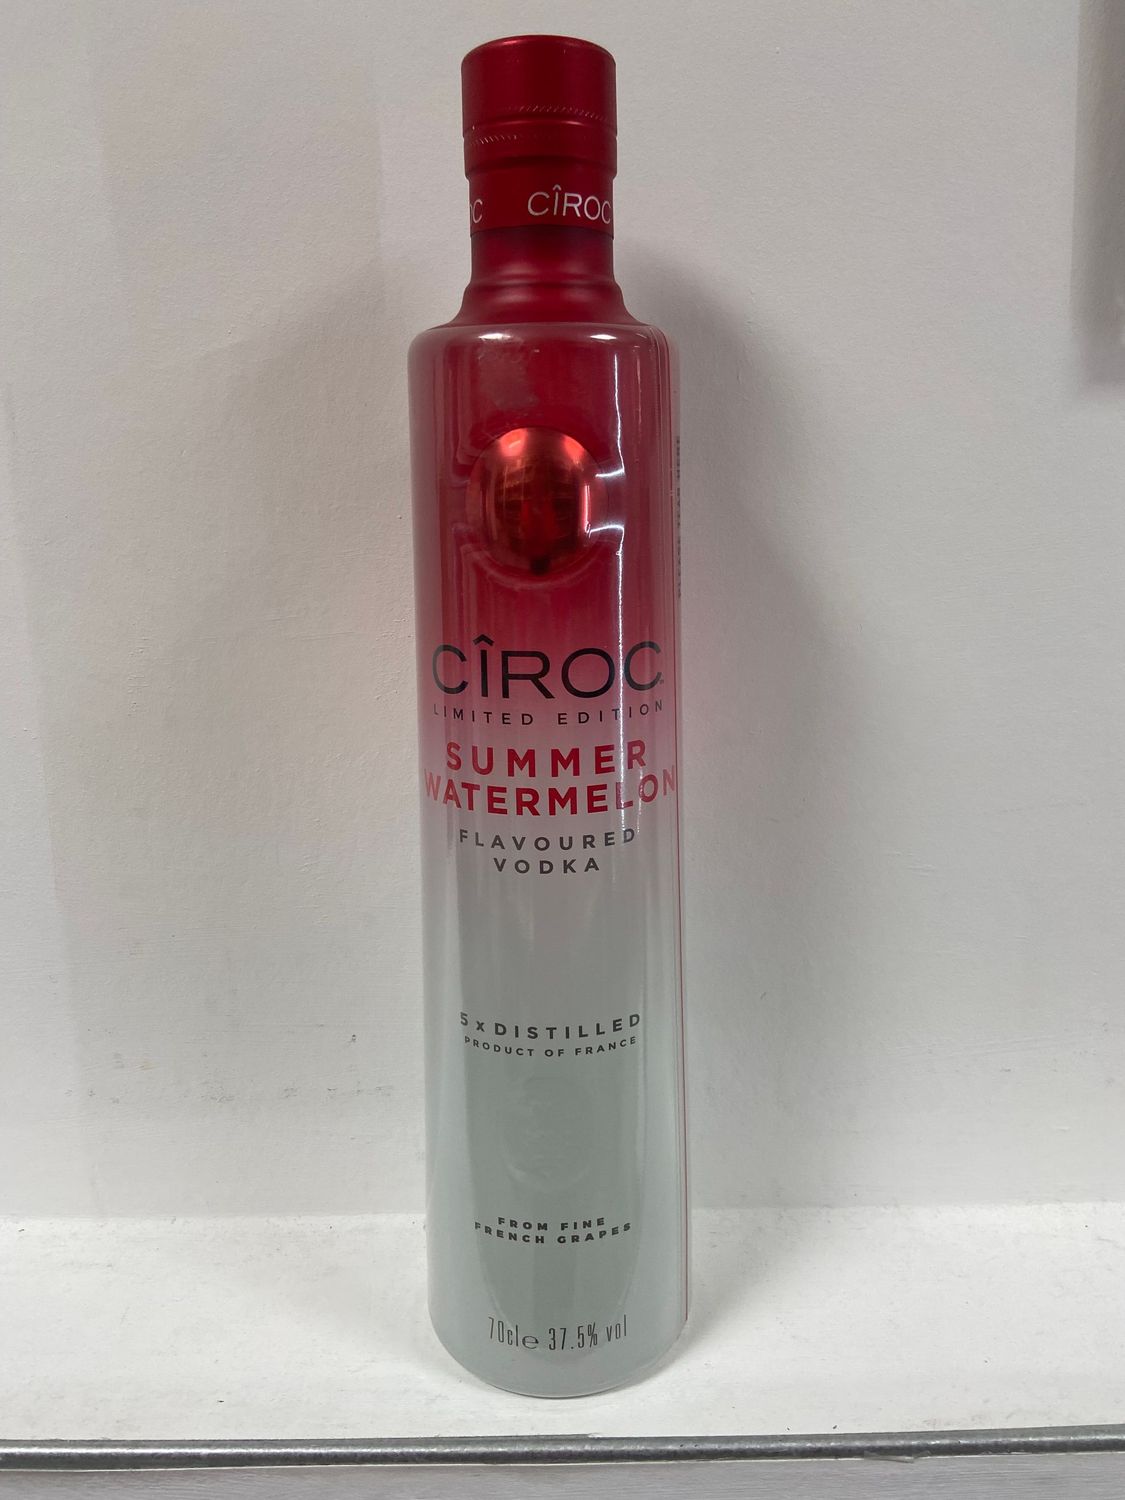 CÎROC
CÎROC
LIMITED EDITION
SUMMER
WATERMELON
FLAVOURED
VODKA
5 x DISTILLED
PRODUCT OF FRANCE
FROM FINE
FRENCH GRAPES
70cl e 37.5% vol